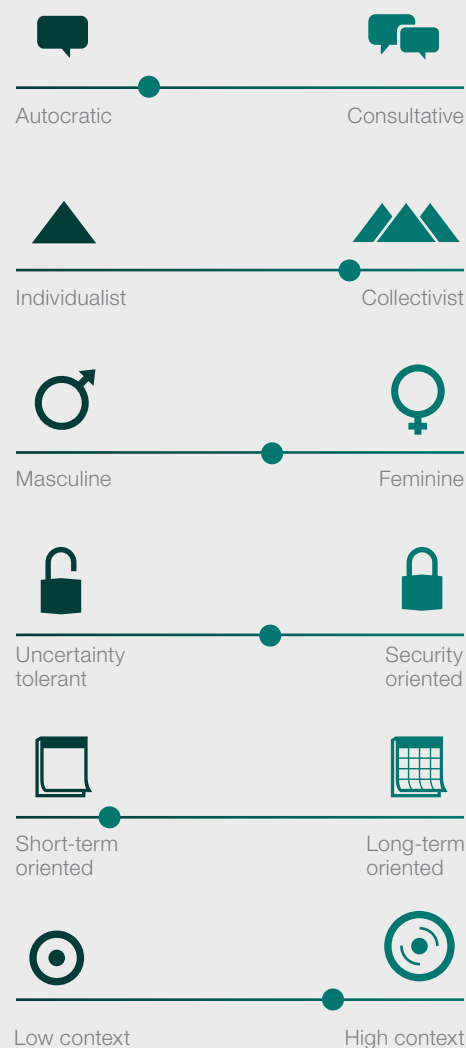 Autocratic Consultative
Individualist Collectivist
Masculine Feminine
Uncertainty Security
tolerant oriented
Short-term Long-term
oriented oriented
Low context High context